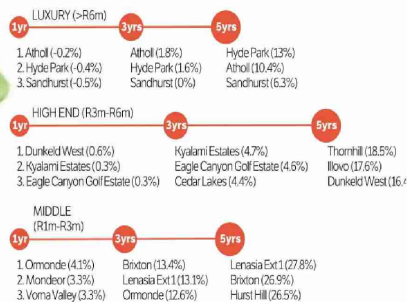 LUXURY (>R6m)
1yr 3yrs 5yrs
1. Atholl (-0.2%) Atholl (1.8%) Hyde Park (13%)
2. Hyde Park (-0.4%) Hyde Park (1.6%) Atholl (10.4%)
3. Sandhurst (-0.5%) Sandhurst (0%) Sandhurst (6.3%)
HIGH END (R3m-R6m)
1yr 3yrs 5yrs
1. Dunkeld West (0.6%) Kyalami Estates (4.7%) Thornhill (18.5%)
2. Kyalami Estates (0.3%) Eagle Canyon Golf Estate (4.6%) Illovo (17.6%)
3. Eagle Canyon Golf Estate (0.3%) Cedar Lakes (4.4%) Dunkeld West (16.4
MIDDLE
(R1m-R3m)
1yr 3yrs 5yrs
1. Ormonde (4.1%) Brixton (13.4%) Lenasia Ext 1 (27.8%)
2. Mondeor (3.3%) Lenasia Ext 1 (13.1%) Brixton (26.9%)
3. Vorna Valley (3.3%) Ormonde (12.6%) Hurst Hill (26.5%)